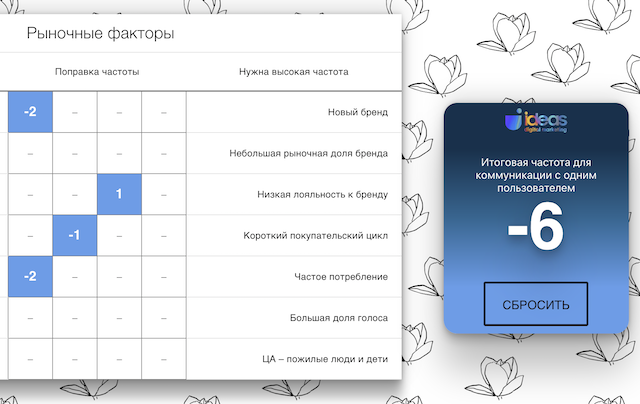 Рыночные факторы
Поправка частоты Нужна высокая частота
-2 – – – Новый бренд
– – – – Небольшая рыночная доля бренда
– – 1 – Низкая лояльность к бренду
– -1 – – Короткий покупательский цикл
-2 – – – Частое потребление
– – – – Большая доля голоса
– – – – ЦА – пожилые люди и дети
ideas
digital marketing
Итоговая частота для
коммуникации с одним
пользователем
-6
СБРОСИТЬ